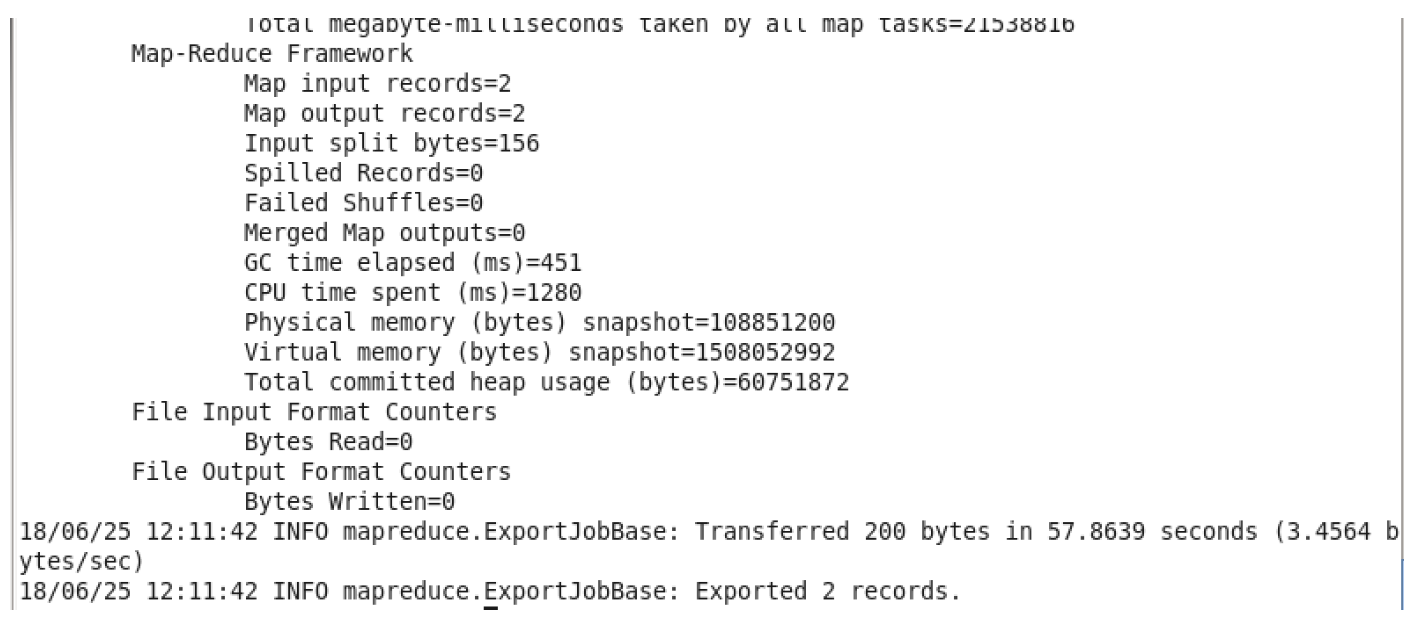 Total megabyte-milliseconds taken by all map tasks=21538816
Map-Reduce Framework
Map input records=2
Map output records=2
Input split bytes=156
Spilled Records=0
Failed Shuffles=0
Merged Map outputs=0
GC time elapsed (ms)=451
CPU time spent (ms)=1280
Physical memory (bytes) snapshot=108851200
Virtual memory (bytes) snapshot=1508052992
Total committed heap usage (bytes)=60751872
File Input Format Counters
Bytes Read=0
File Output Format Counters
Bytes Written=0
18/06/25 12:11:42 INFO mapreduce.ExportJobBase: Transferred 200 bytes in 57.8639 seconds (3.4564 b
ytes/sec)
18/06/25 12:11:42 INFO mapreduce.ExportJobBase: Exported 2 records.